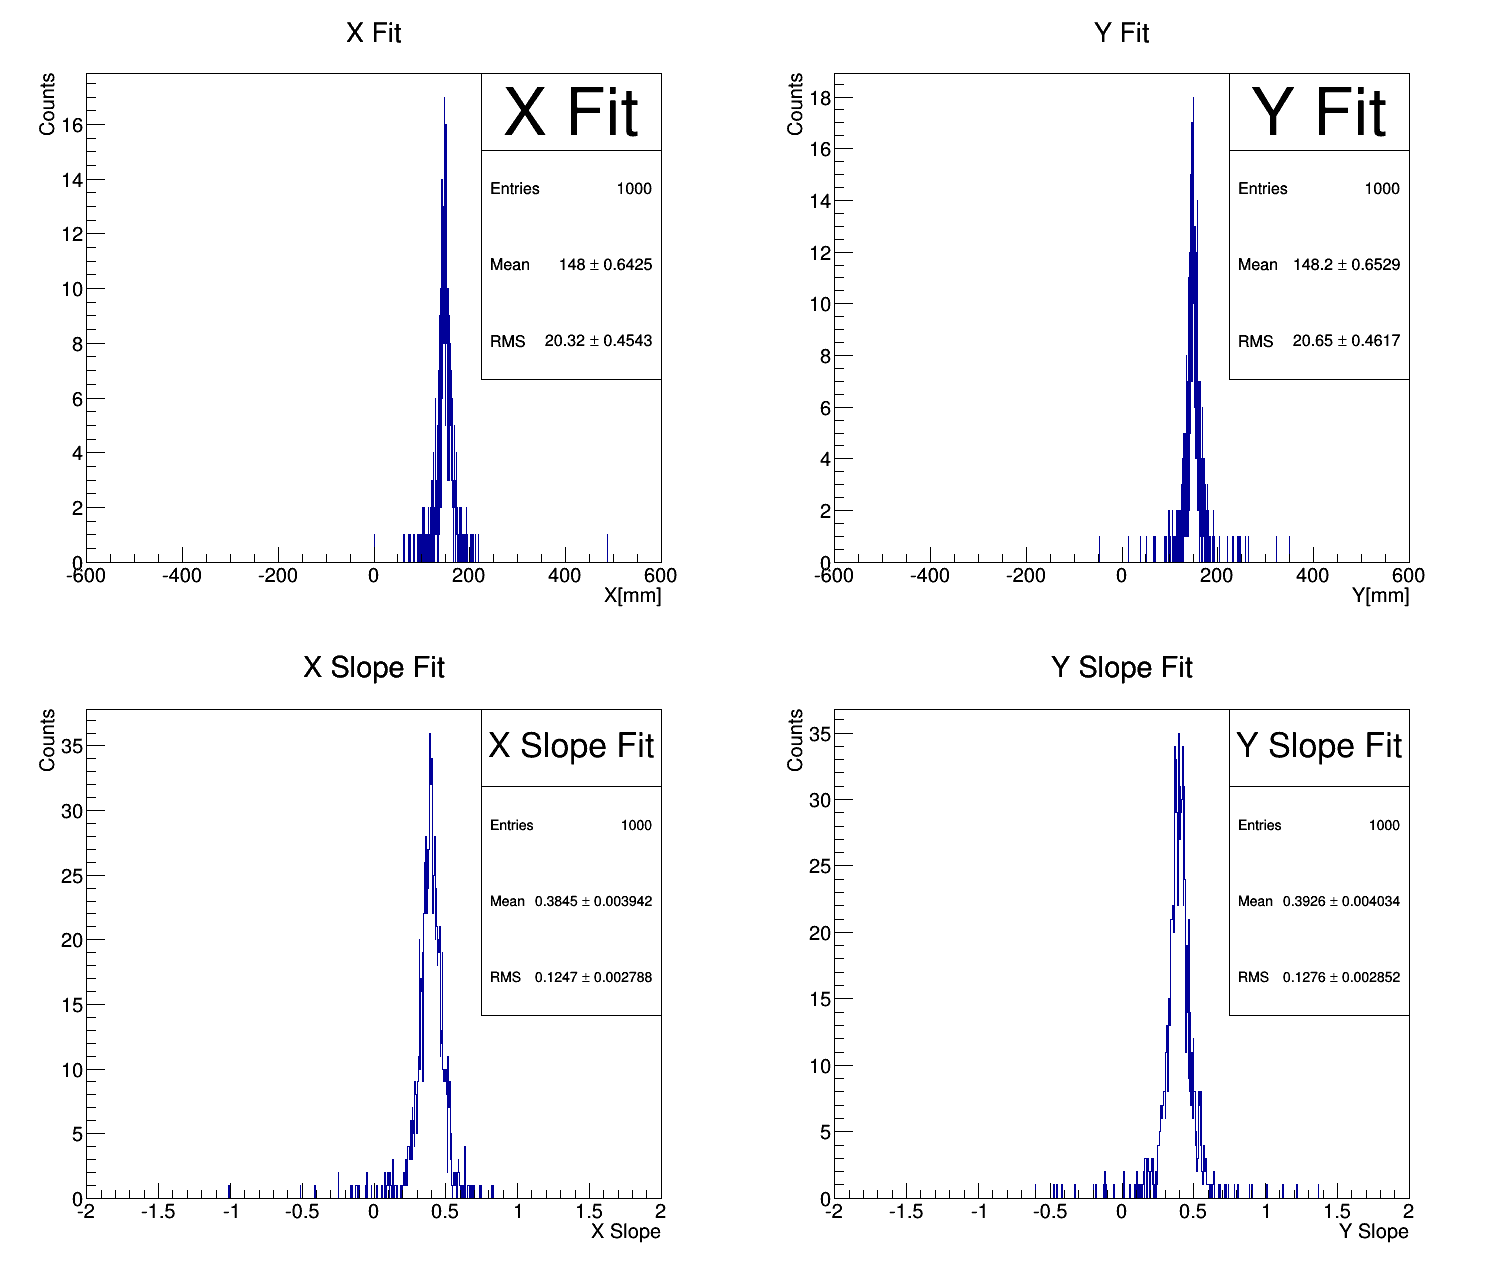 X Fit
Counts
16
14
12
10
8
6
4
2
0
-600 -400 -200 0 200 400 600
X[mm]
X Fit
Entries 1000
Mean 148 ± 0.6425
RMS 20.32 ± 0.4543
Y Fit
Counts
18
16
14
12
10
8
6
4
2
0
-600 -400 -200 0 200 400 600
Y[mm]
Y Fit
Entries 1000
Mean 148.2 ± 0.6529
RMS 20.65 ± 0.4617
X Slope Fit
Counts
35
30
25
20
15
10
5
0
-2 -1.5 -1 -0.5 0 0.5 1 1.5 2
X Slope
X Slope Fit
Entries 1000
Mean 0.3845 ± 0.003942
RMS 0.1247 ± 0.002788
Y Slope Fit
Counts
35
30
25
20
15
10
5
0
-2 -1.5 -1 -0.5 0 0.5 1 1.5 2
Y Slope
Y Slope Fit
Entries 1000
Mean 0.3926 ± 0.004034
RMS 0.1276 ± 0.002852